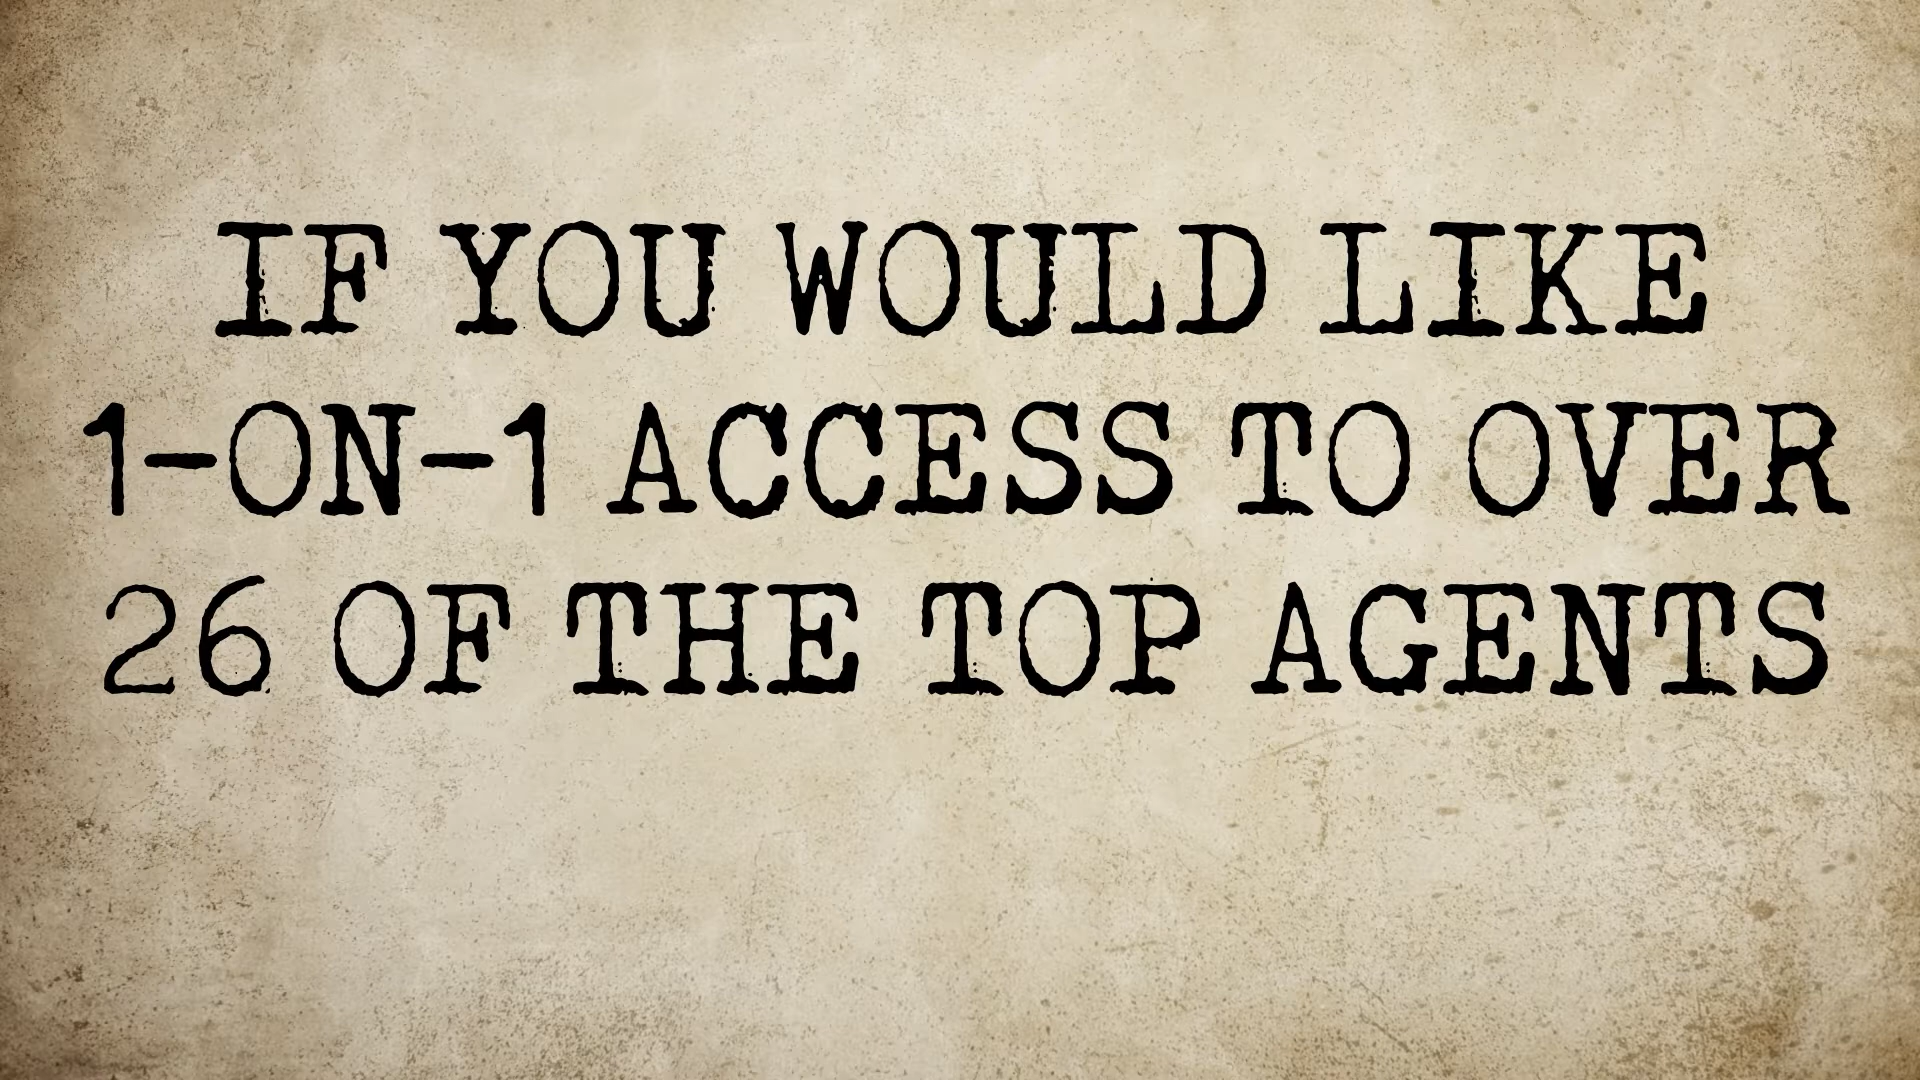 IF YOU WOULD LIKE
1-ON-1 ACCESS TO OVER
26 OF THE TOP AGENTS